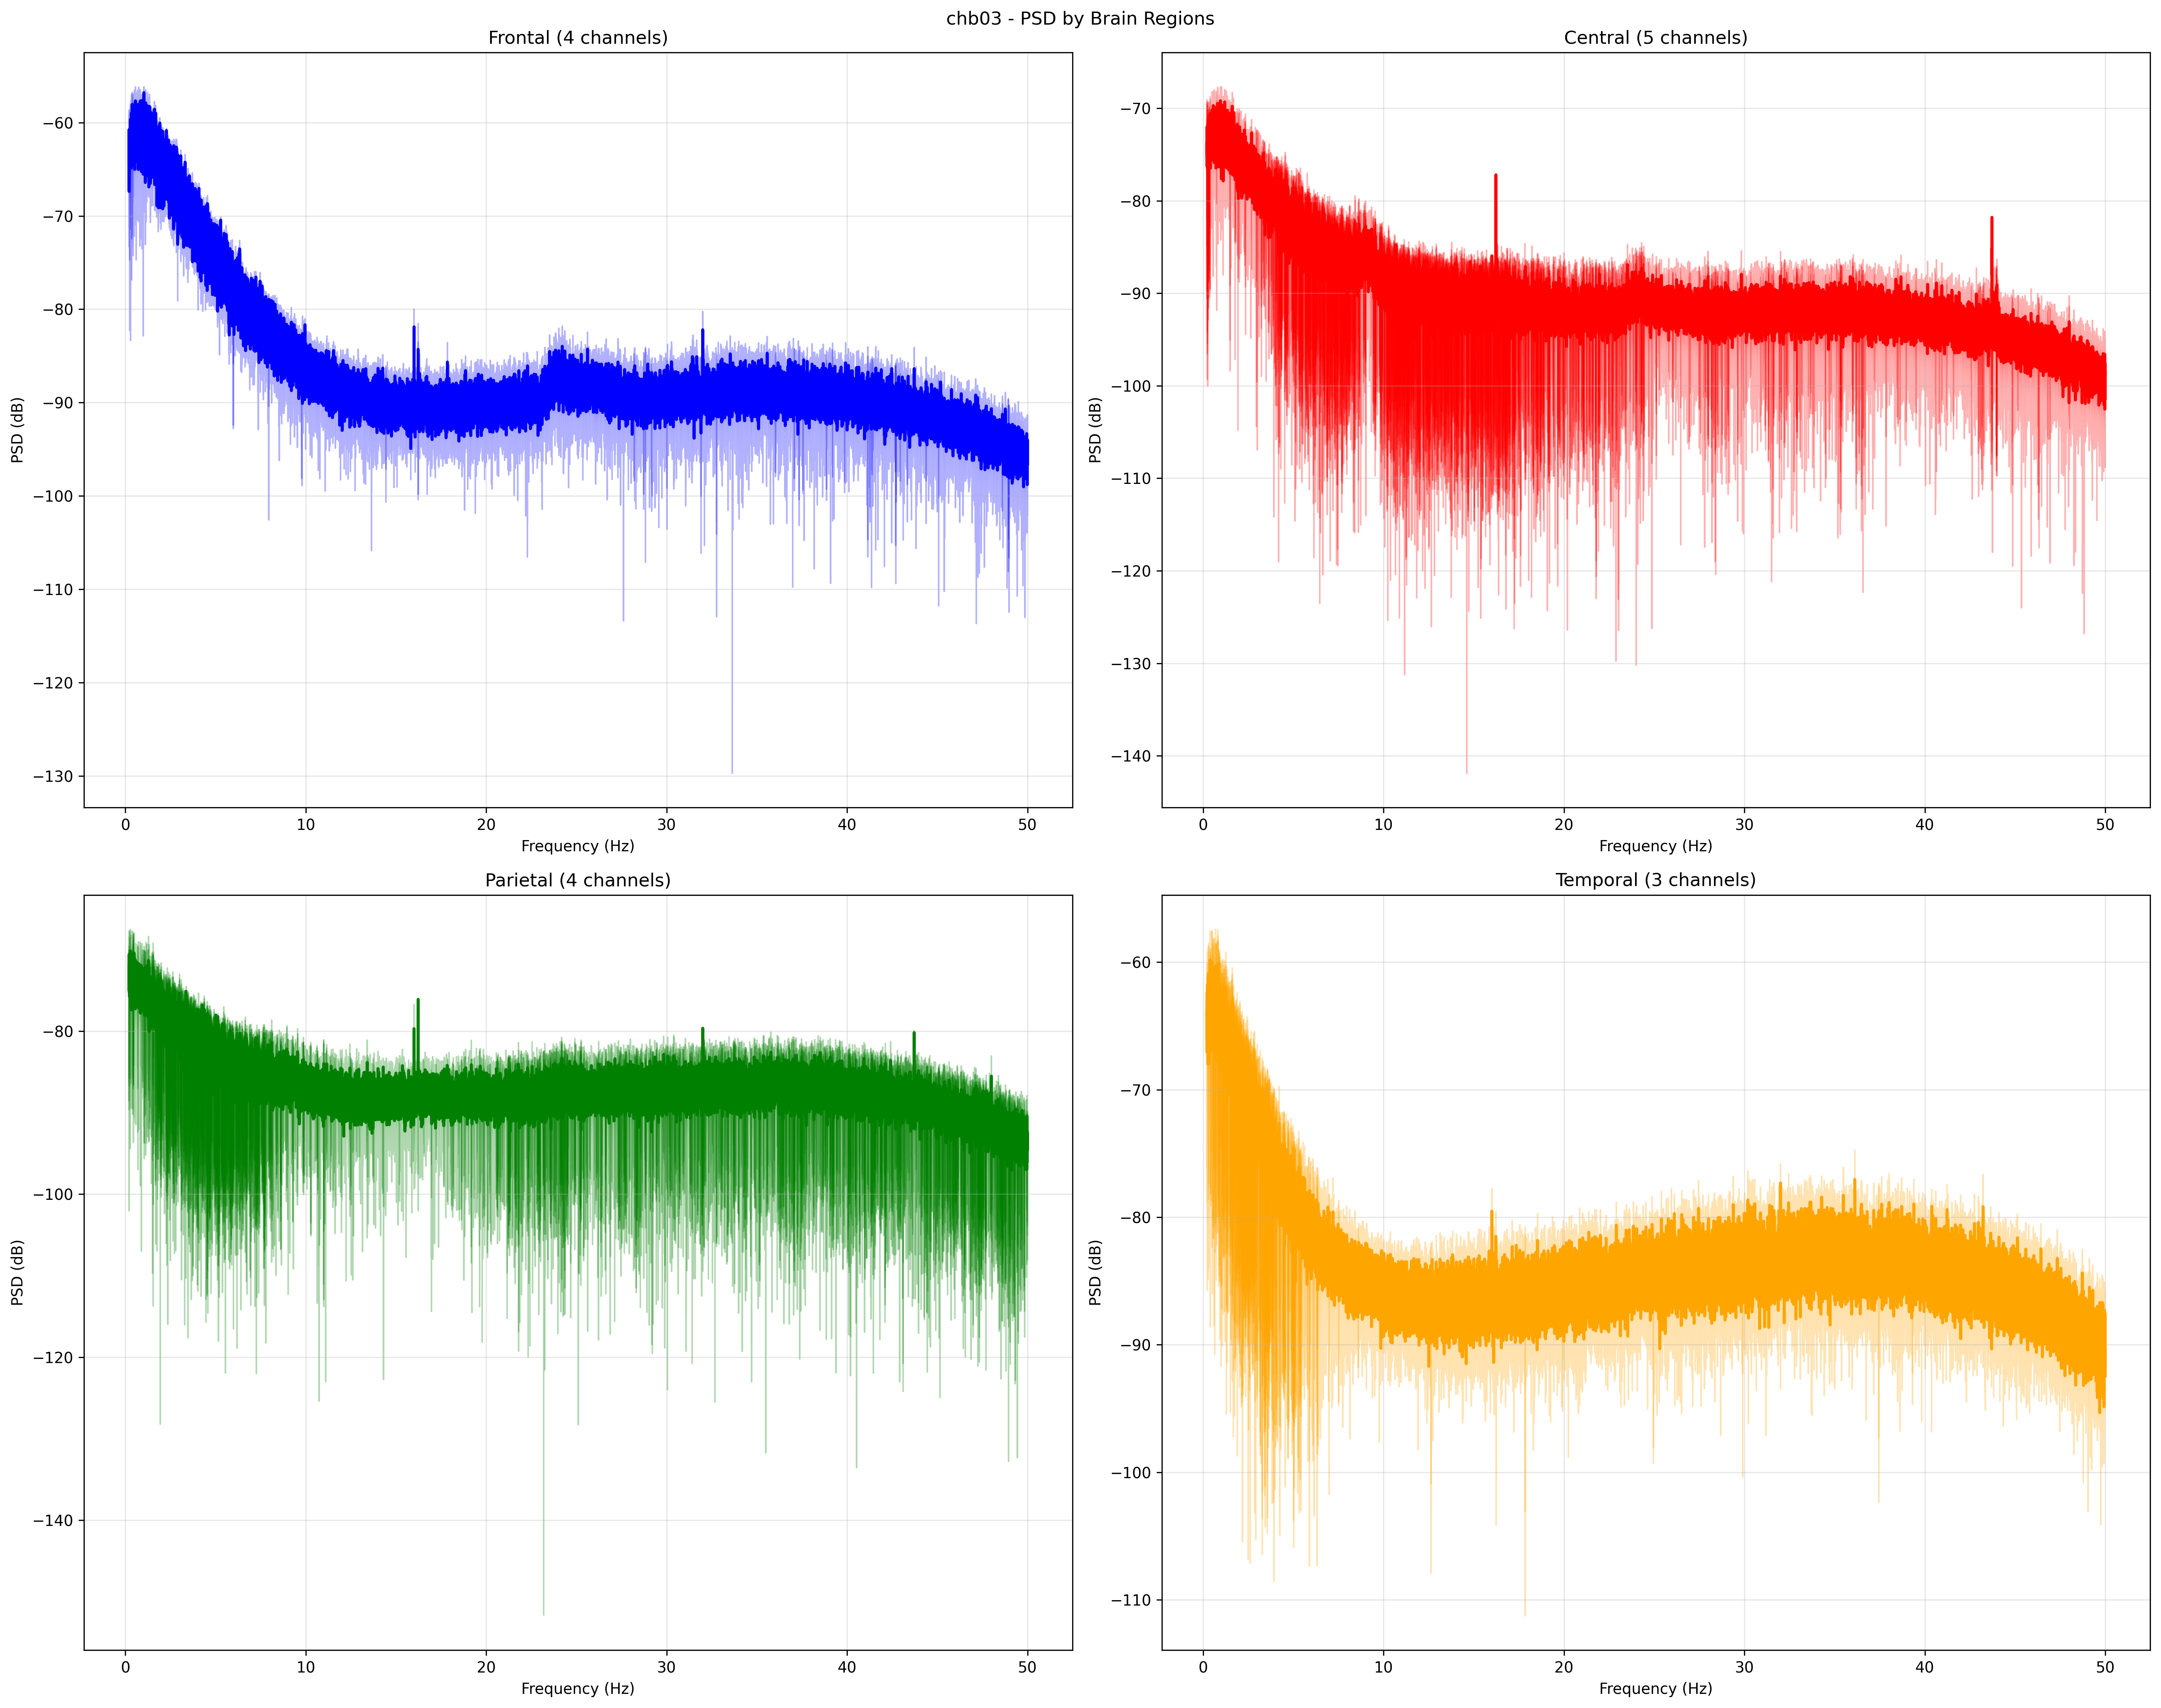 chb03 - PSD by Brain Regions
Frontal (4 channels)
PSD (dB)
−60
−70
−80
−90
−100
−110
−120
−130
0 10 20 30 40 50
Frequency (Hz)
Central (5 channels)
PSD (dB)
−70
−80
−90
−100
−110
−120
−130
−140
0 10 20 30 40 50
Frequency (Hz)
Parietal (4 channels)
PSD (dB)
−80
−100
−120
−140
0 10 20 30 40 50
Frequency (Hz)
Temporal (3 channels)
PSD (dB)
−60
−70
−80
−90
−100
−110
0 10 20 30 40 50
Frequency (Hz)